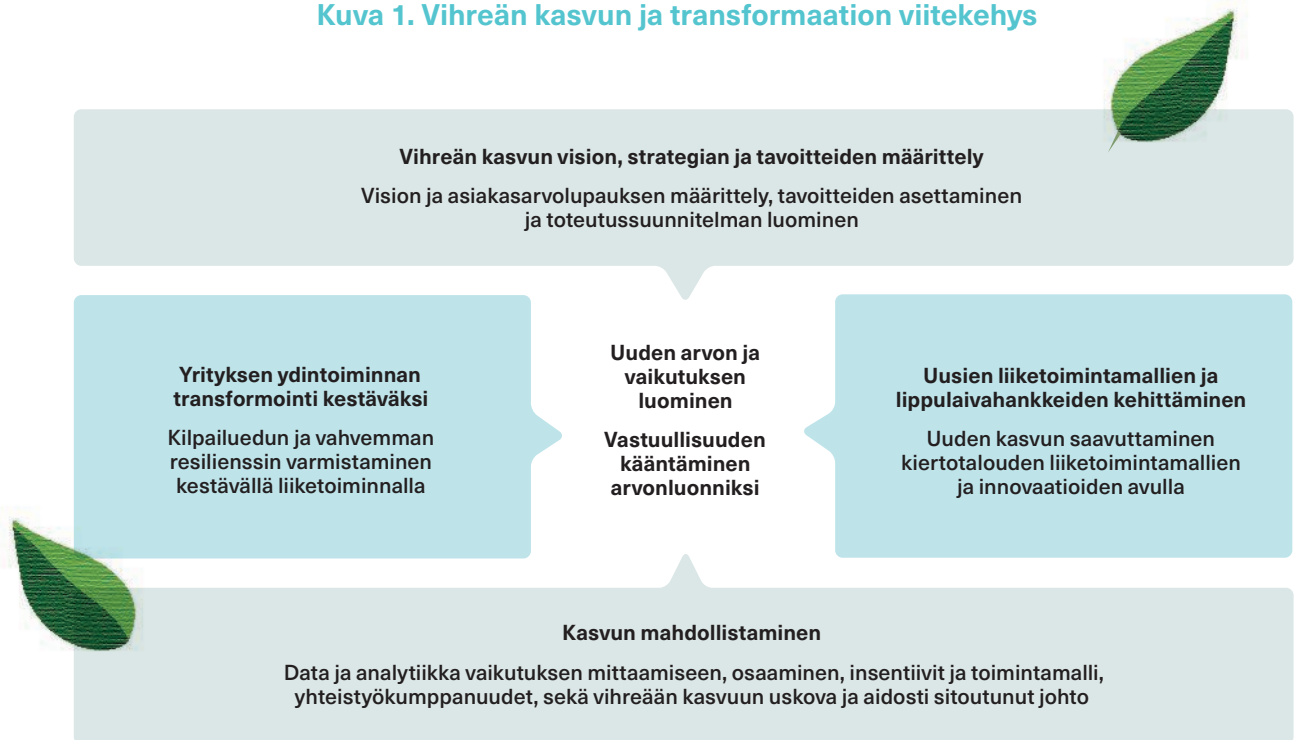 Kuva 1. Vihreän kasvun ja transformaation viitekehys
Vihreän kasvun vision, strategian ja tavoitteiden määrittely
Vision ja asiakasarvolupauksen määrittely, tavoitteiden asettaminen
ja toteutussuunnitelman luominen
Yrityksen ydintoiminnan
transformointi kestäväksi
Kilpailuedun ja vahvemman
resilienssin varmistaminen
kestävällä liiketoiminnalla
Uuden arvon ja
vaikutuksen
luominen
Vastuullisuuden
kääntäminen
arvonluonniksi
Uusien liiketoimintamallien ja
lippulaivahankkeiden kehittäminen
Uuden kasvun saavuttaminen
kiertotalouden liiketoimintamallien
ja innovaatioiden avulla
Kasvun mahdollistaminen
Data ja analytiikka vaikutuksen mittaamiseen, osaaminen, insentiivit ja toimintamalli,
yhteistyökumppanuudet, sekä vihreään kasvuun uskova ja aidosti sitoutunut johto